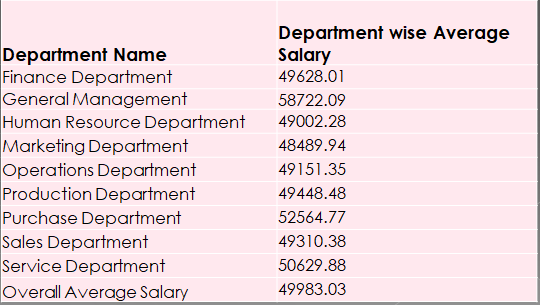 Department Name Department wise Average Salary
Finance Department 49628.01
General Management 58722.09
Human Resource Department 49002.28
Marketing Department 48489.94
Operations Department 49151.35
Production Department 49448.48
Purchase Department 52564.77
Sales Department 49310.38
Service Department 50629.88
Overall Average Salary 49983.03